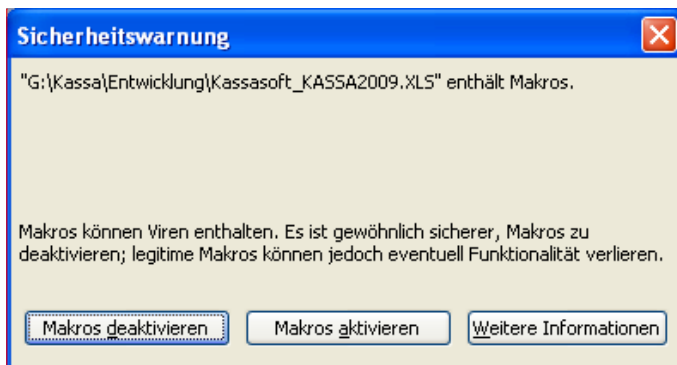 Sicherheitswarnung
"G:\Kassa\Entwicklung\Kassasoft_KASSA2009.XLS" enthält Makros.
Makros können Viren enthalten. Es ist gewöhnlich sicherer, Makros zu
deaktivieren; legitime Makros können jedoch eventuell Funktionalität verlieren.
Makros deaktivieren
Makros aktivieren
Weitere Informationen